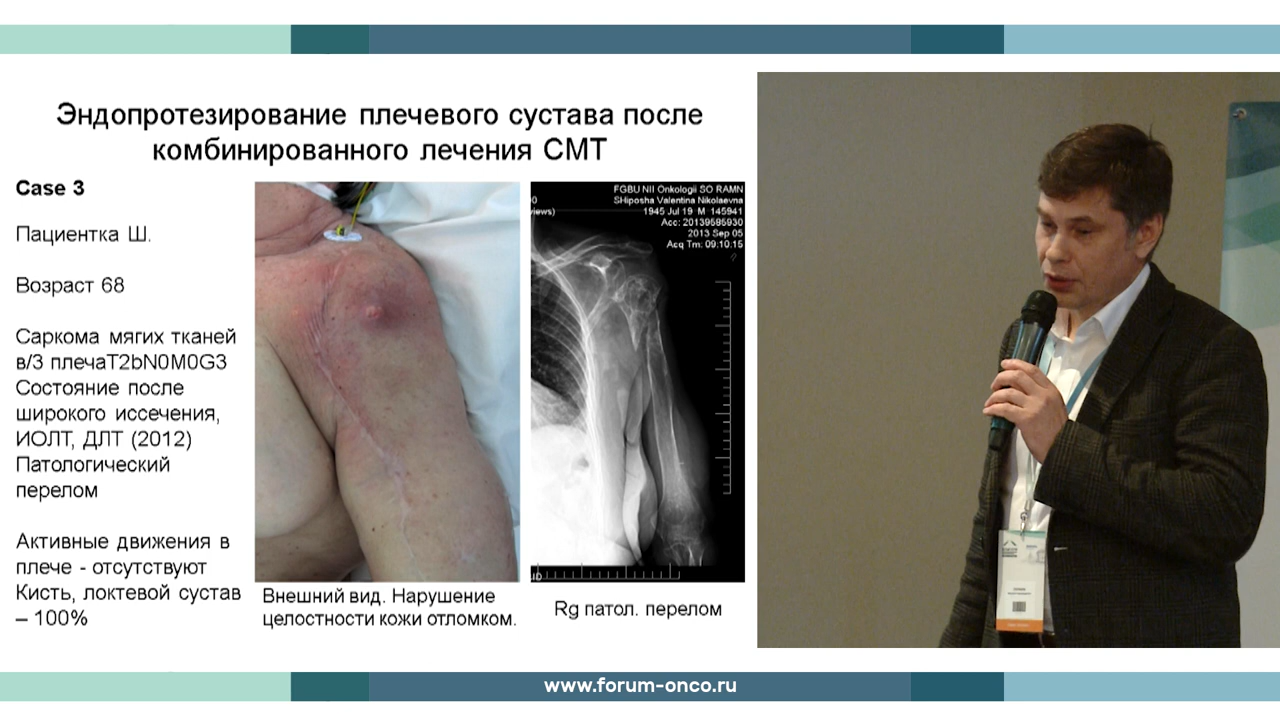 Эндопротезирование плечевого сустава после
комбинированного лечения СМТ
Case 3
Пациентка Ш.
Возраст 68
Саркома мягих тканей
в/3 плечаT2bN0M0G3
Состояние после
широкого иссечения,
ИОЛТ, ДЛТ (2012)
Патологический
перелом
Активные движения в
плече - отсутствуют
Кисть, локтевой сустав
– 100%
Внешний вид. Нарушение
целостности кожи отломком.
FGBU NII Onkologii SO RAMN
SHiposha Valentina Nikolaevna
1945 Jul 19 M 145941
Acc: 20139585930
2013 Sep 05
Acq Tm: 09:10:15
views)
Rg патол. перелом
www.forum-onco.ru